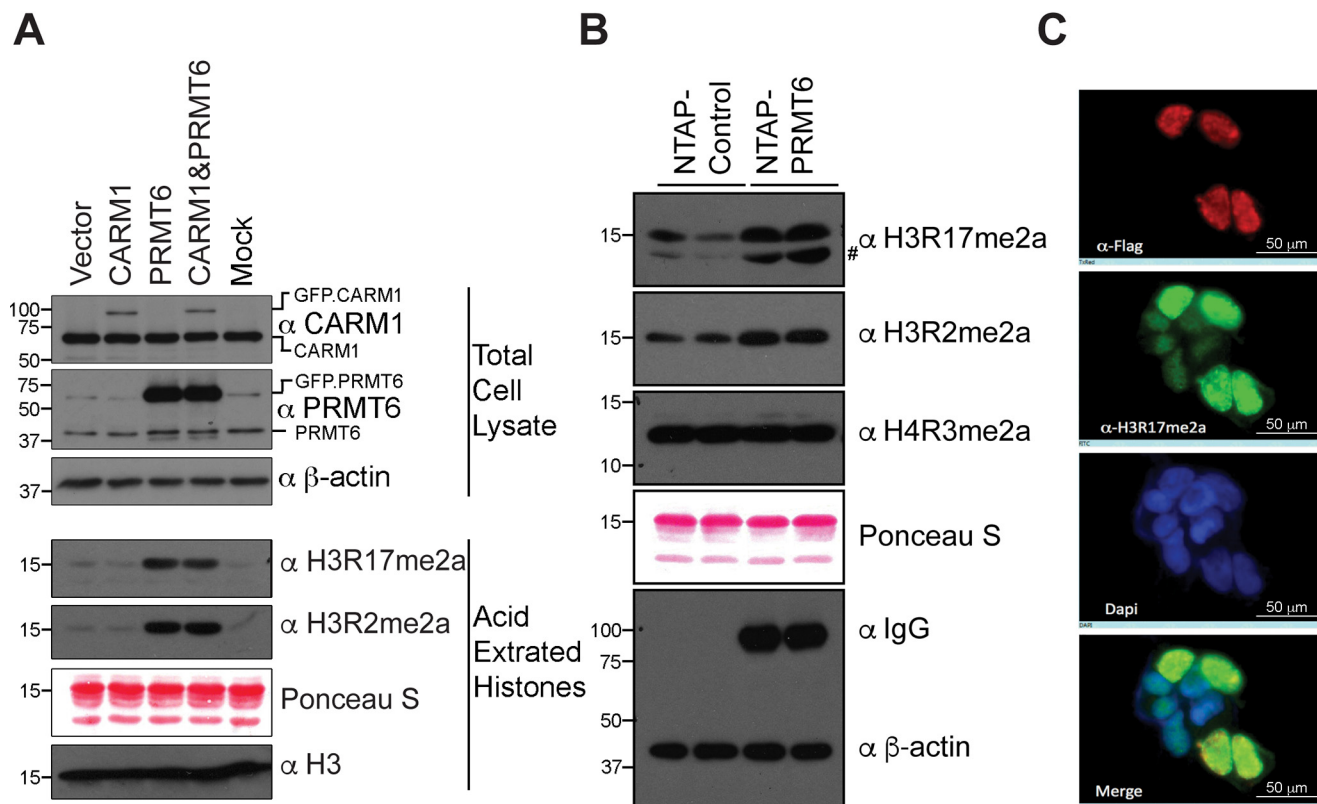 A
B
C
Vector
CARM1
PRMT6
CARM1&PRMT6
Mock
100
75
50
GFP.CARM1
α CARM1
CARM1
75
50
37
GFP.PRMT6
α PRMT6
PRMT6
37
α β-actin
Total
Cell
Lysate
15
α H3R17me2a
15
α H3R2me2a
15
Ponceau S
15
α H3
Acid
Extrated
Histones
NTAP-
Control
NTAP-
PRMT6
15
α H3R17me2a
#
15
α H3R2me2a
15
10
α H4R3me2a
15
Ponceau S
100
75
50
37
α IgG
α β-actin
α-Flag
50 μm
TxRed
α-H3R17me2a
50 μm
FITC
Dapi
50 μm
DAPI
Merge
50 μm